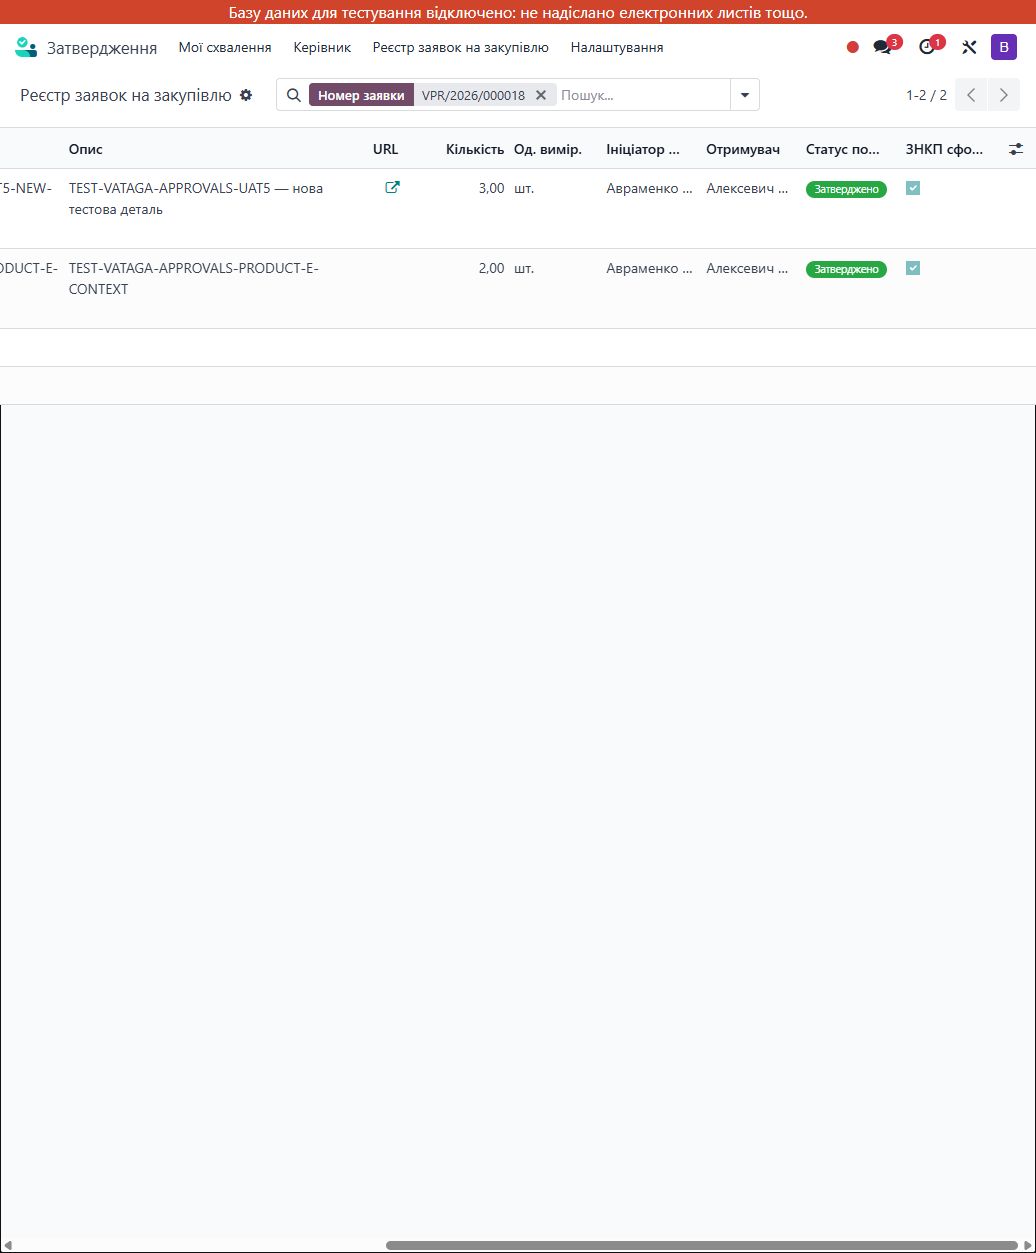 Базу даних для тестування відключено: не надіслано електронних листів тощо.
Затвердження Мої схвалення Керівник Реєстр заявок на закупівлю Налаштування 3 1 B
Реєстр заявок на закупівлю Номер заявки VPR/2026/000018 Пошук... 1-2 / 2
Опис URL Кількість Од. вимір. Ініціатор ... Отримувач Статус по... ЗНКП сфо...
T5-NEW- TEST-VATAGA-APPROVALS-UAT5 — нова 3,00 шт. Авраменко ... Алексевич ... Затверджено
тестова деталь
ODUCT-E- TEST-VATAGA-APPROVALS-PRODUCT-E- 2,00 шт. Авраменко ... Алексевич ... Затверджено
CONTEXT